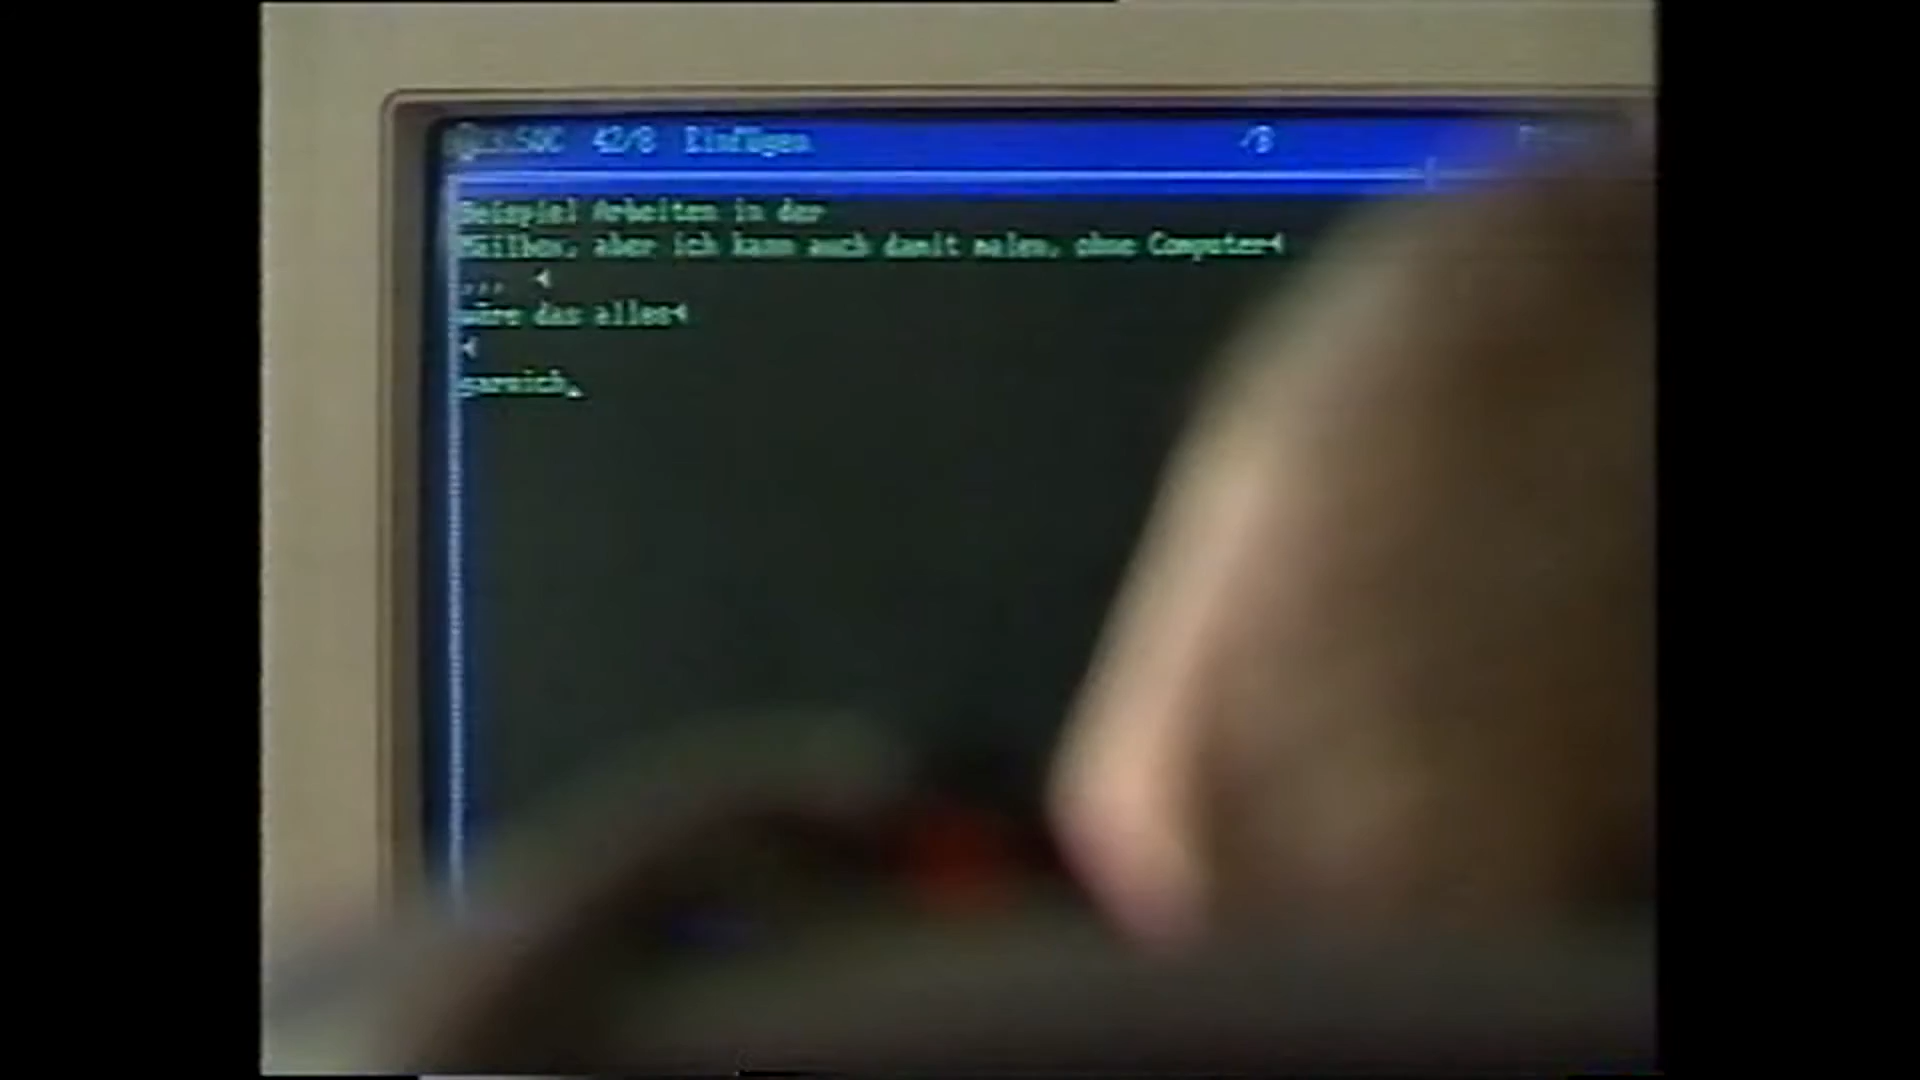 42/8 Einfügen /B
Beispiel Arbeiten in der
Mailbox, aber ich kann auch damit malen, ohne Computer
...
wäre das alles
garnich